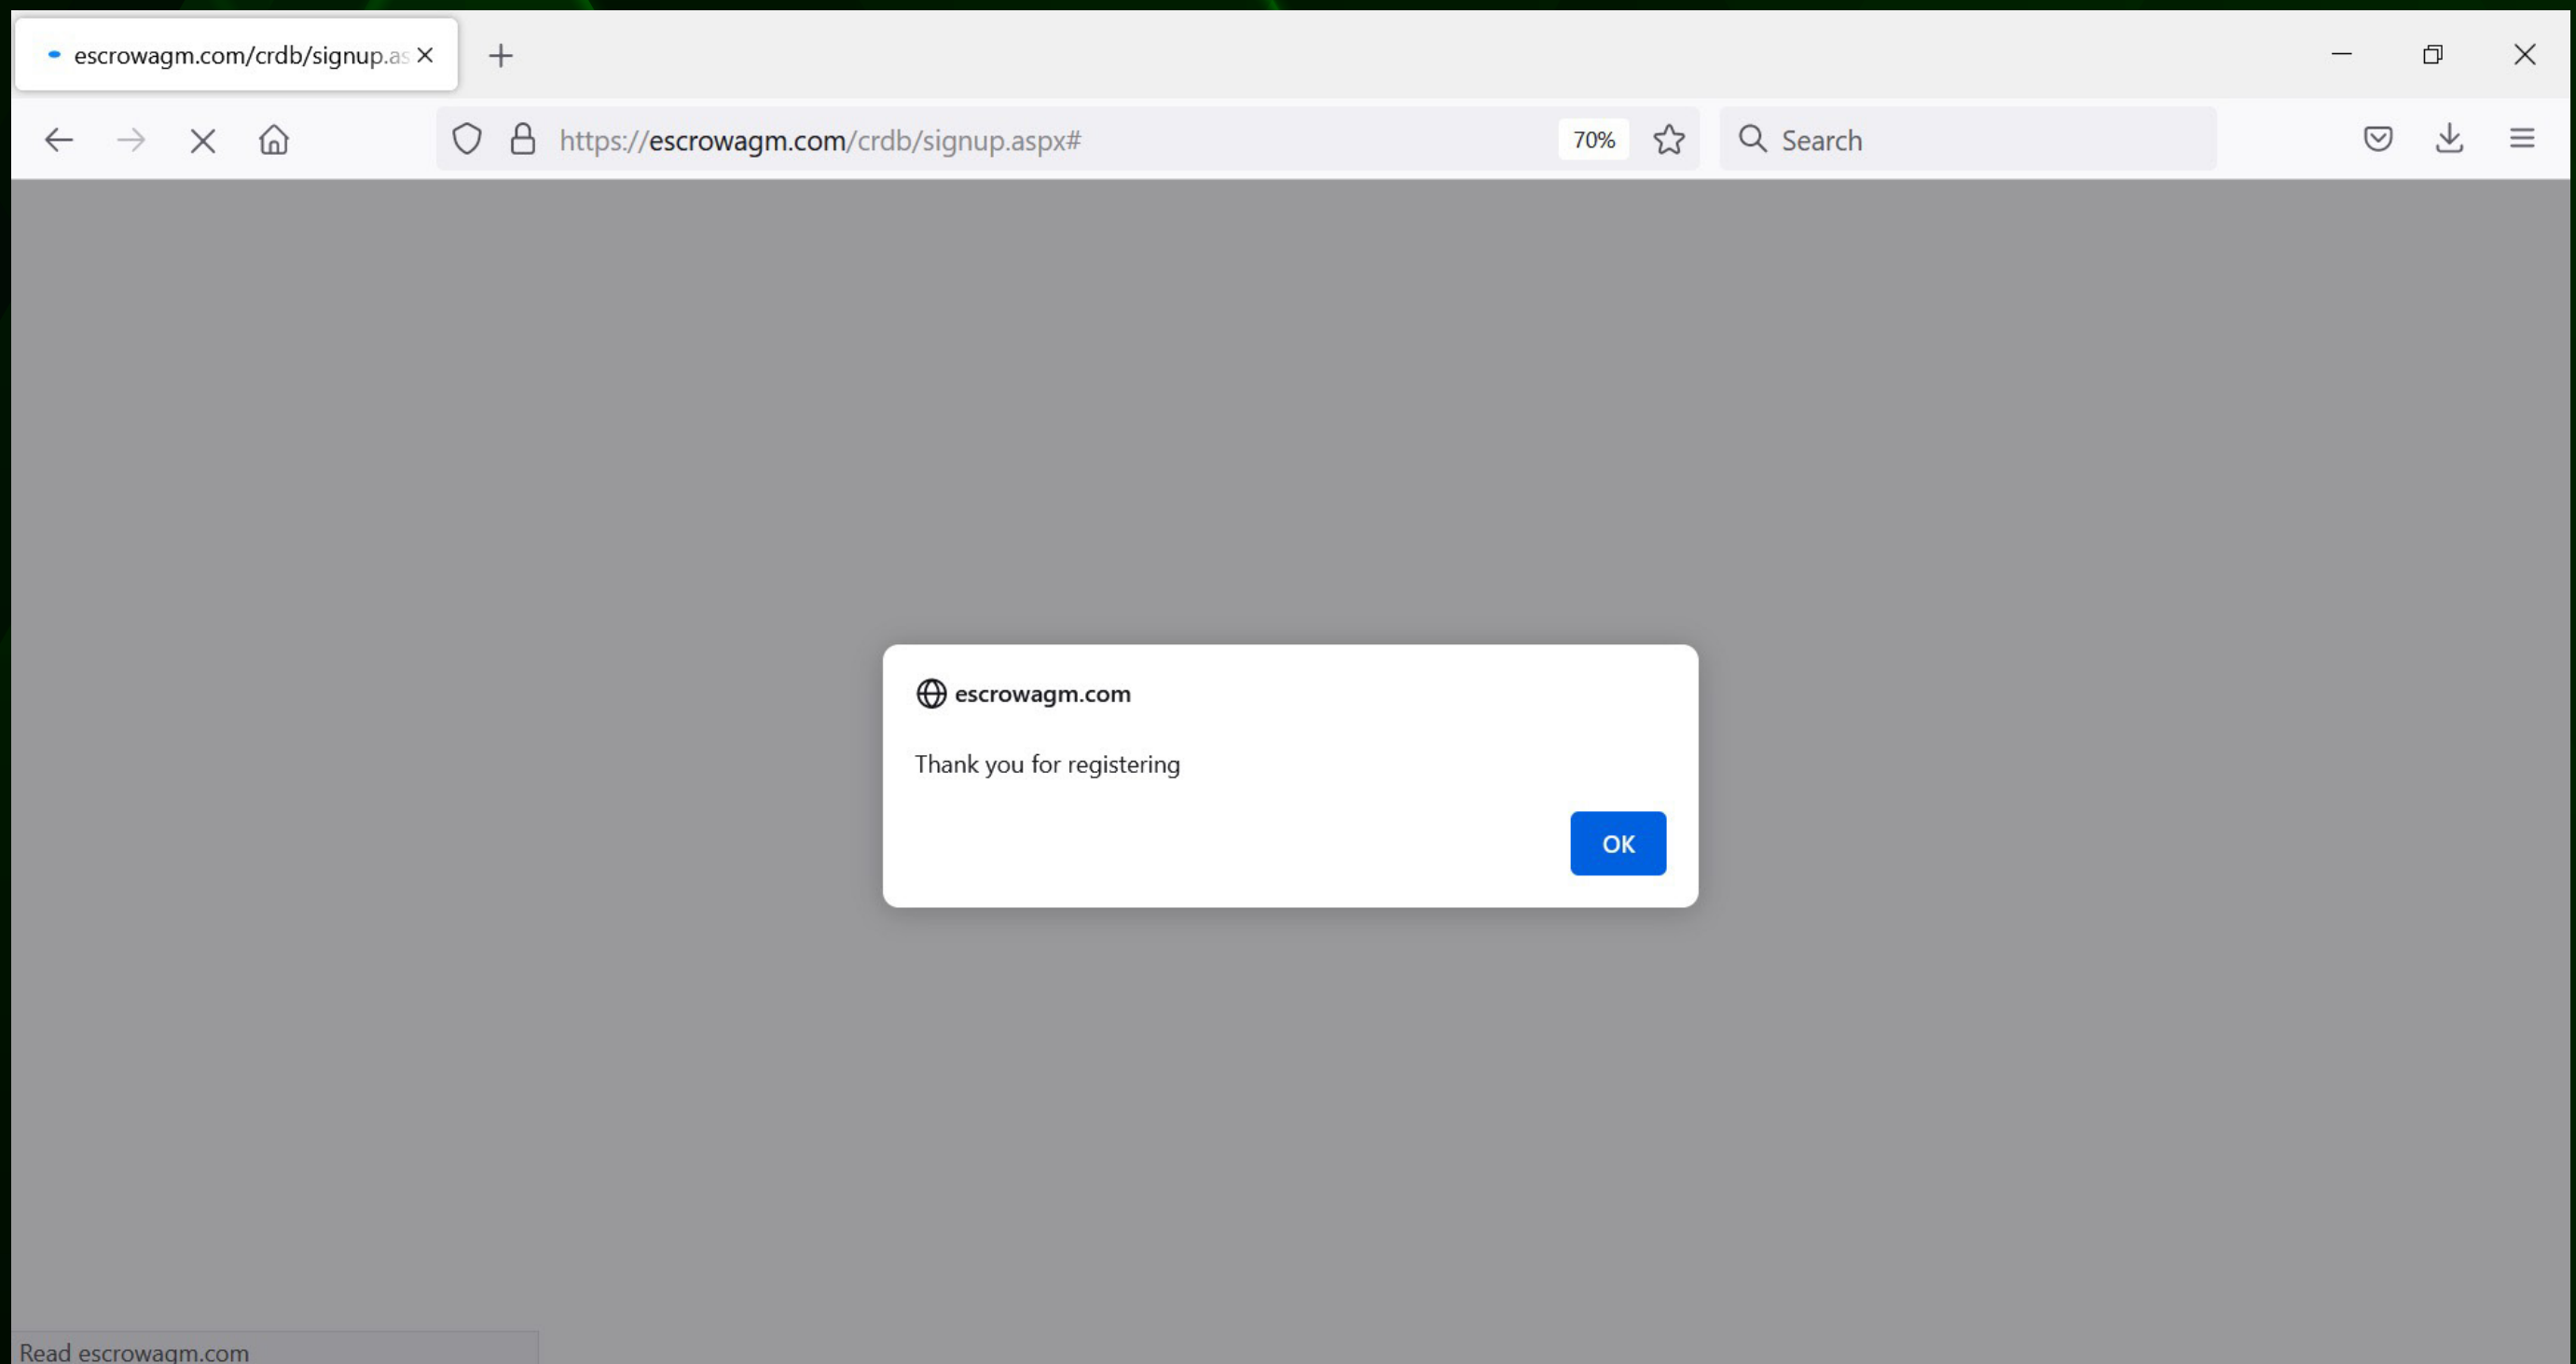 escrowagm.com/crdb/signup.as
https://escrowagm.com/crdb/signup.aspx#
70%
Search
escrowagm.com
Thank you for registering
OK
Read escrowagm.com